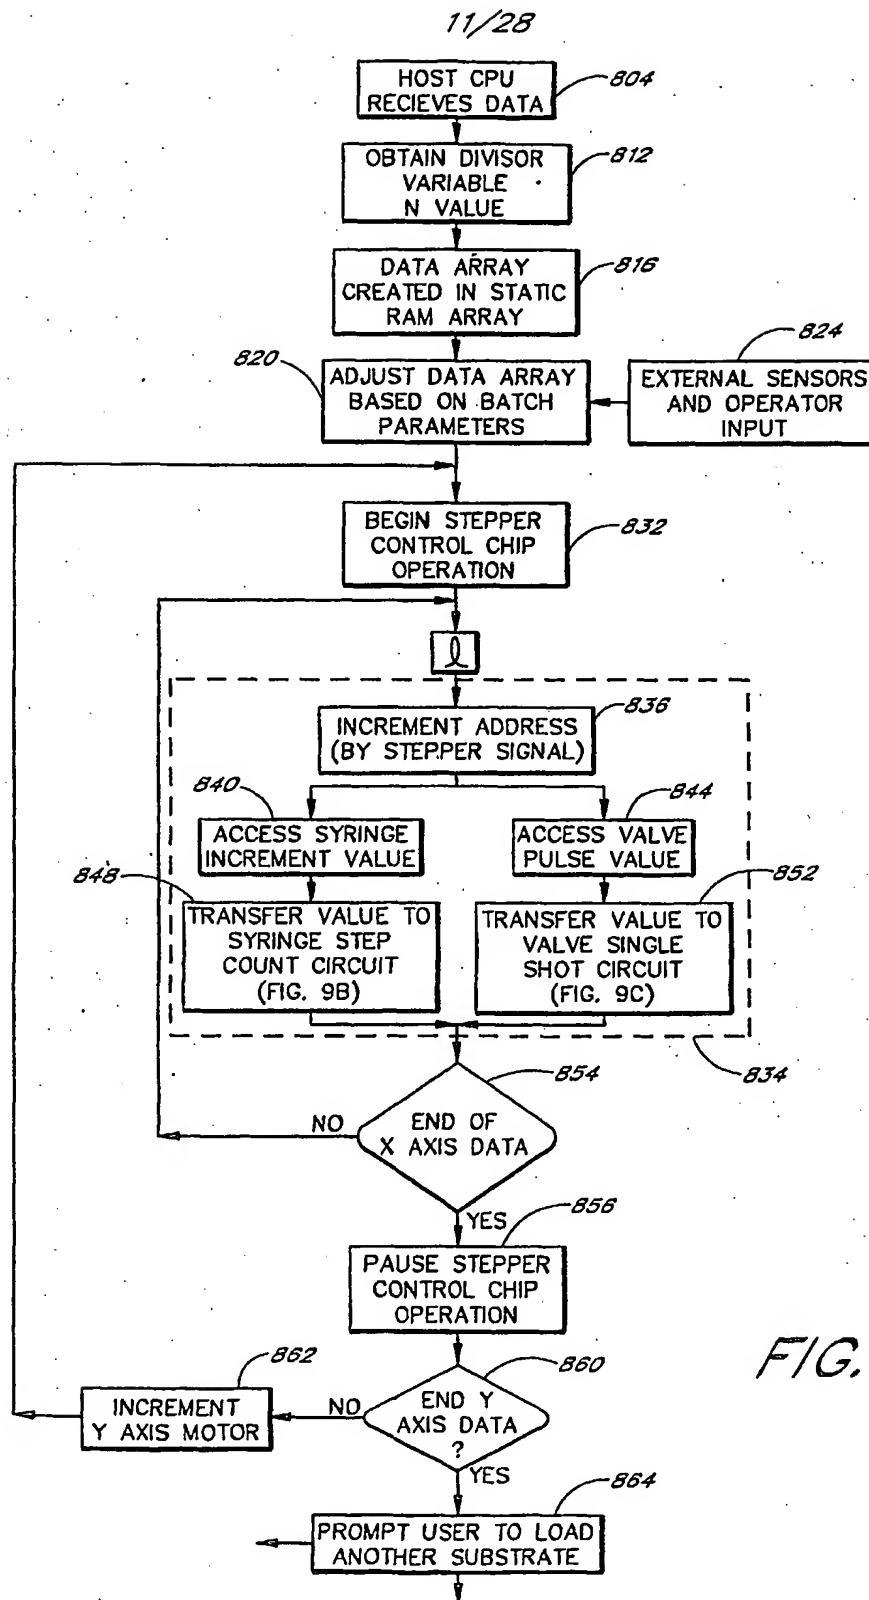 11/28
HOST CPU
RECIEVES DATA
804
OBTAIN DIVISOR
VARIABLE
N VALUE
812
DATA ARRAY
CREATED IN STATIC
RAM ARRAY
816
820
ADJUST DATA ARRAY
BASED ON BATCH
PARAMETERS
824
EXTERNAL SENSORS
AND OPERATOR
INPUT
BEGIN STEPPER
CONTROL CHIP
OPERATION
832
l
INCREMENT ADDRESS
(BY STEPPER SIGNAL)
836
840
ACCESS SYRINGE
INCREMENT VALUE
844
ACCESS VALVE
PULSE VALUE
848
TRANSFER VALUE TO
SYRINGE STEP
COUNT CIRCUIT
(FIG. 9B)
852
TRANSFER VALUE TO
VALVE SINGLE
SHOT CIRCUIT
(FIG. 9C)
834
854
END OF
X AXIS DATA
NO
YES
856
PAUSE STEPPER
CONTROL CHIP
OPERATION
FIG.
862
INCREMENT
Y AXIS MOTOR
NO
860
END Y
AXIS DATA
?
YES
864
PROMPT USER TO LOAD
ANOTHER SUBSTRATE